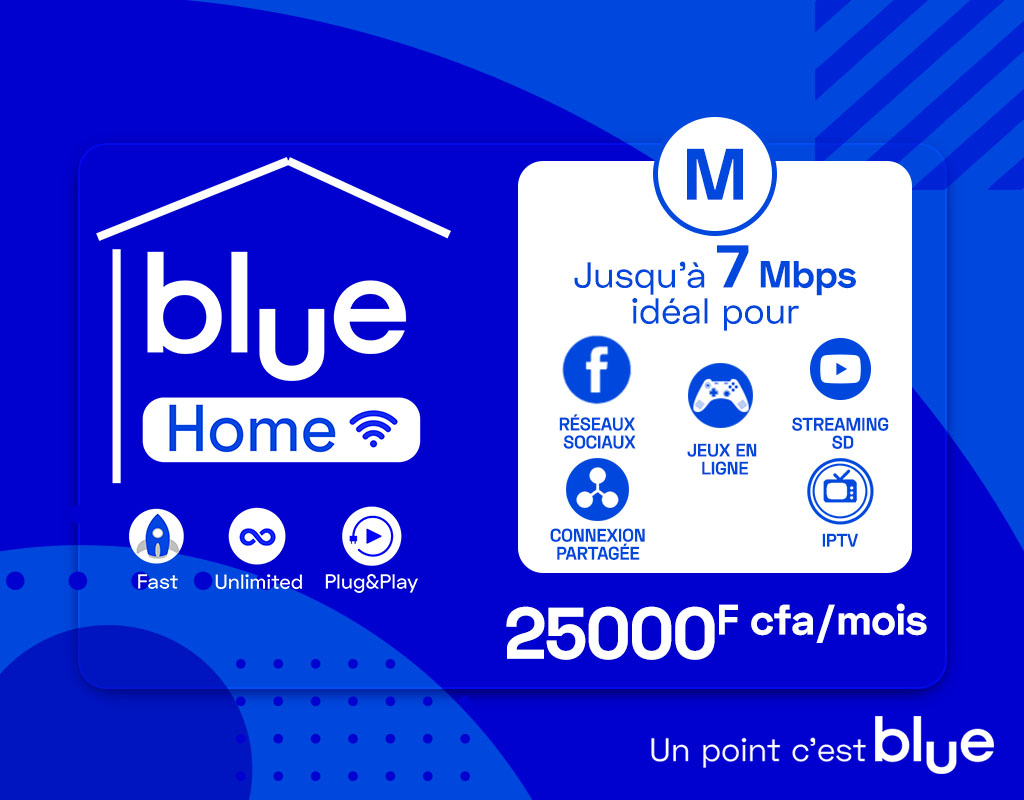 blue
Home
Fast
Unlimited
Plug&Play
M
Jusqu'à 7 Mbps
idéal pour
RÉSEAUX
SOCIAUX
JEUX EN
LIGNE
STREAMING
SD
CONNEXION
PARTAGÉE
IPTV
25000F cfa/mois
Un point c'est blue